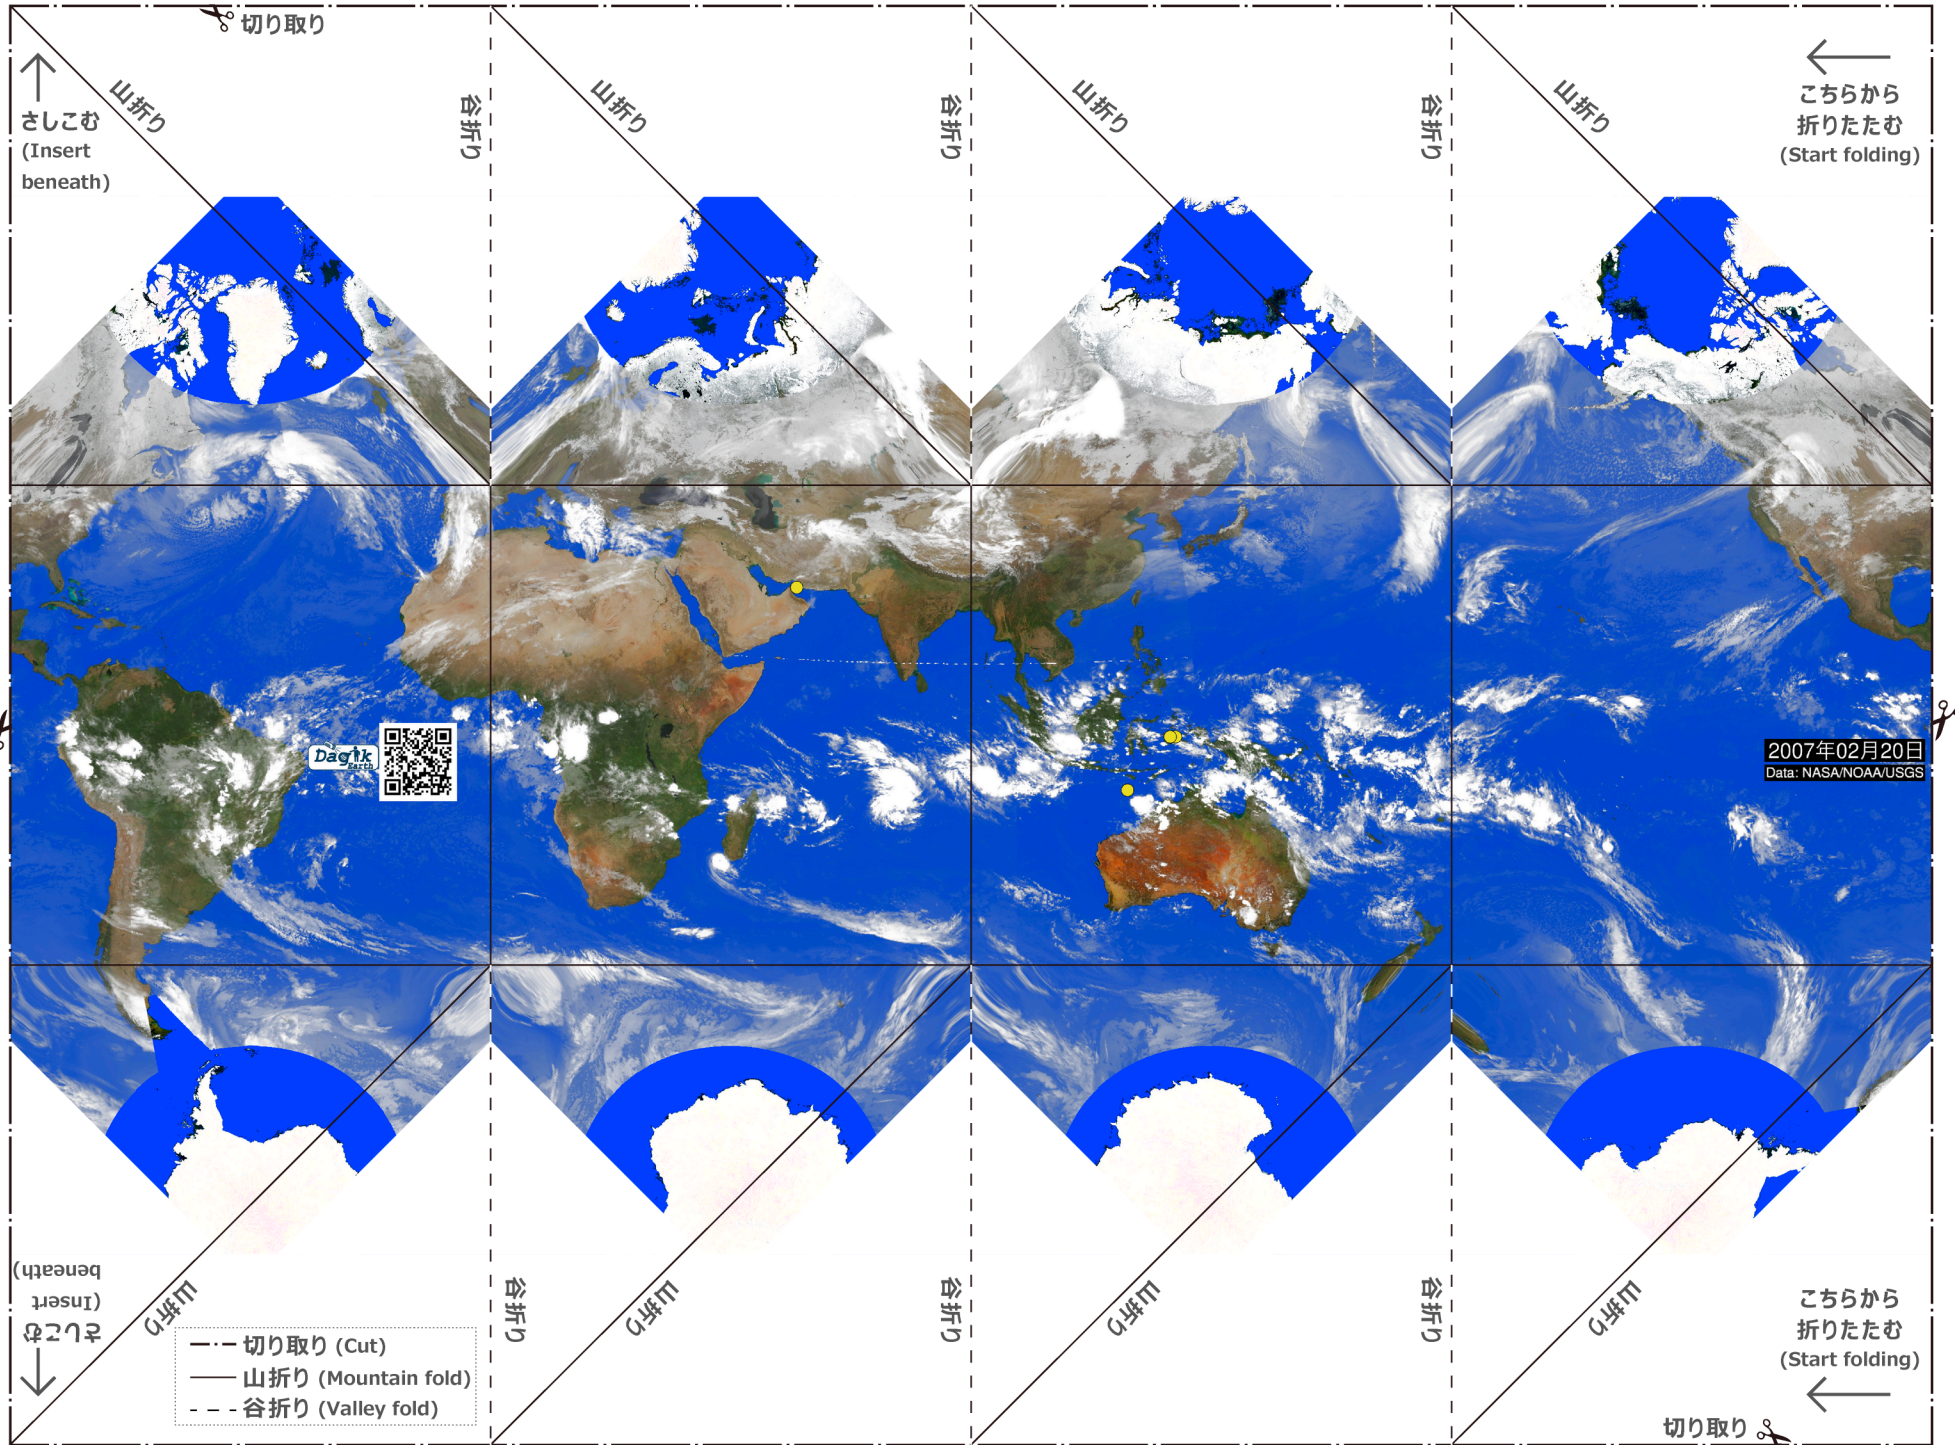 切り取り
山折り
山折り
山折り
山折り
谷折り
谷折り
谷折り
さしこむ
(Insert
beneath)
こちらから
折りたたむ
(Start folding)
Dagik
Earth
2007年02月20日
Data: NASA/NOAA/USGS
さしこむ
(Insert
beneath)
山折り
山折り
山折り
山折り
谷折り
谷折り
谷折り
こちらから
折りたたむ
(Start folding)
切り取り (Cut)
山折り (Mountain fold)
谷折り (Valley fold)
切り取り